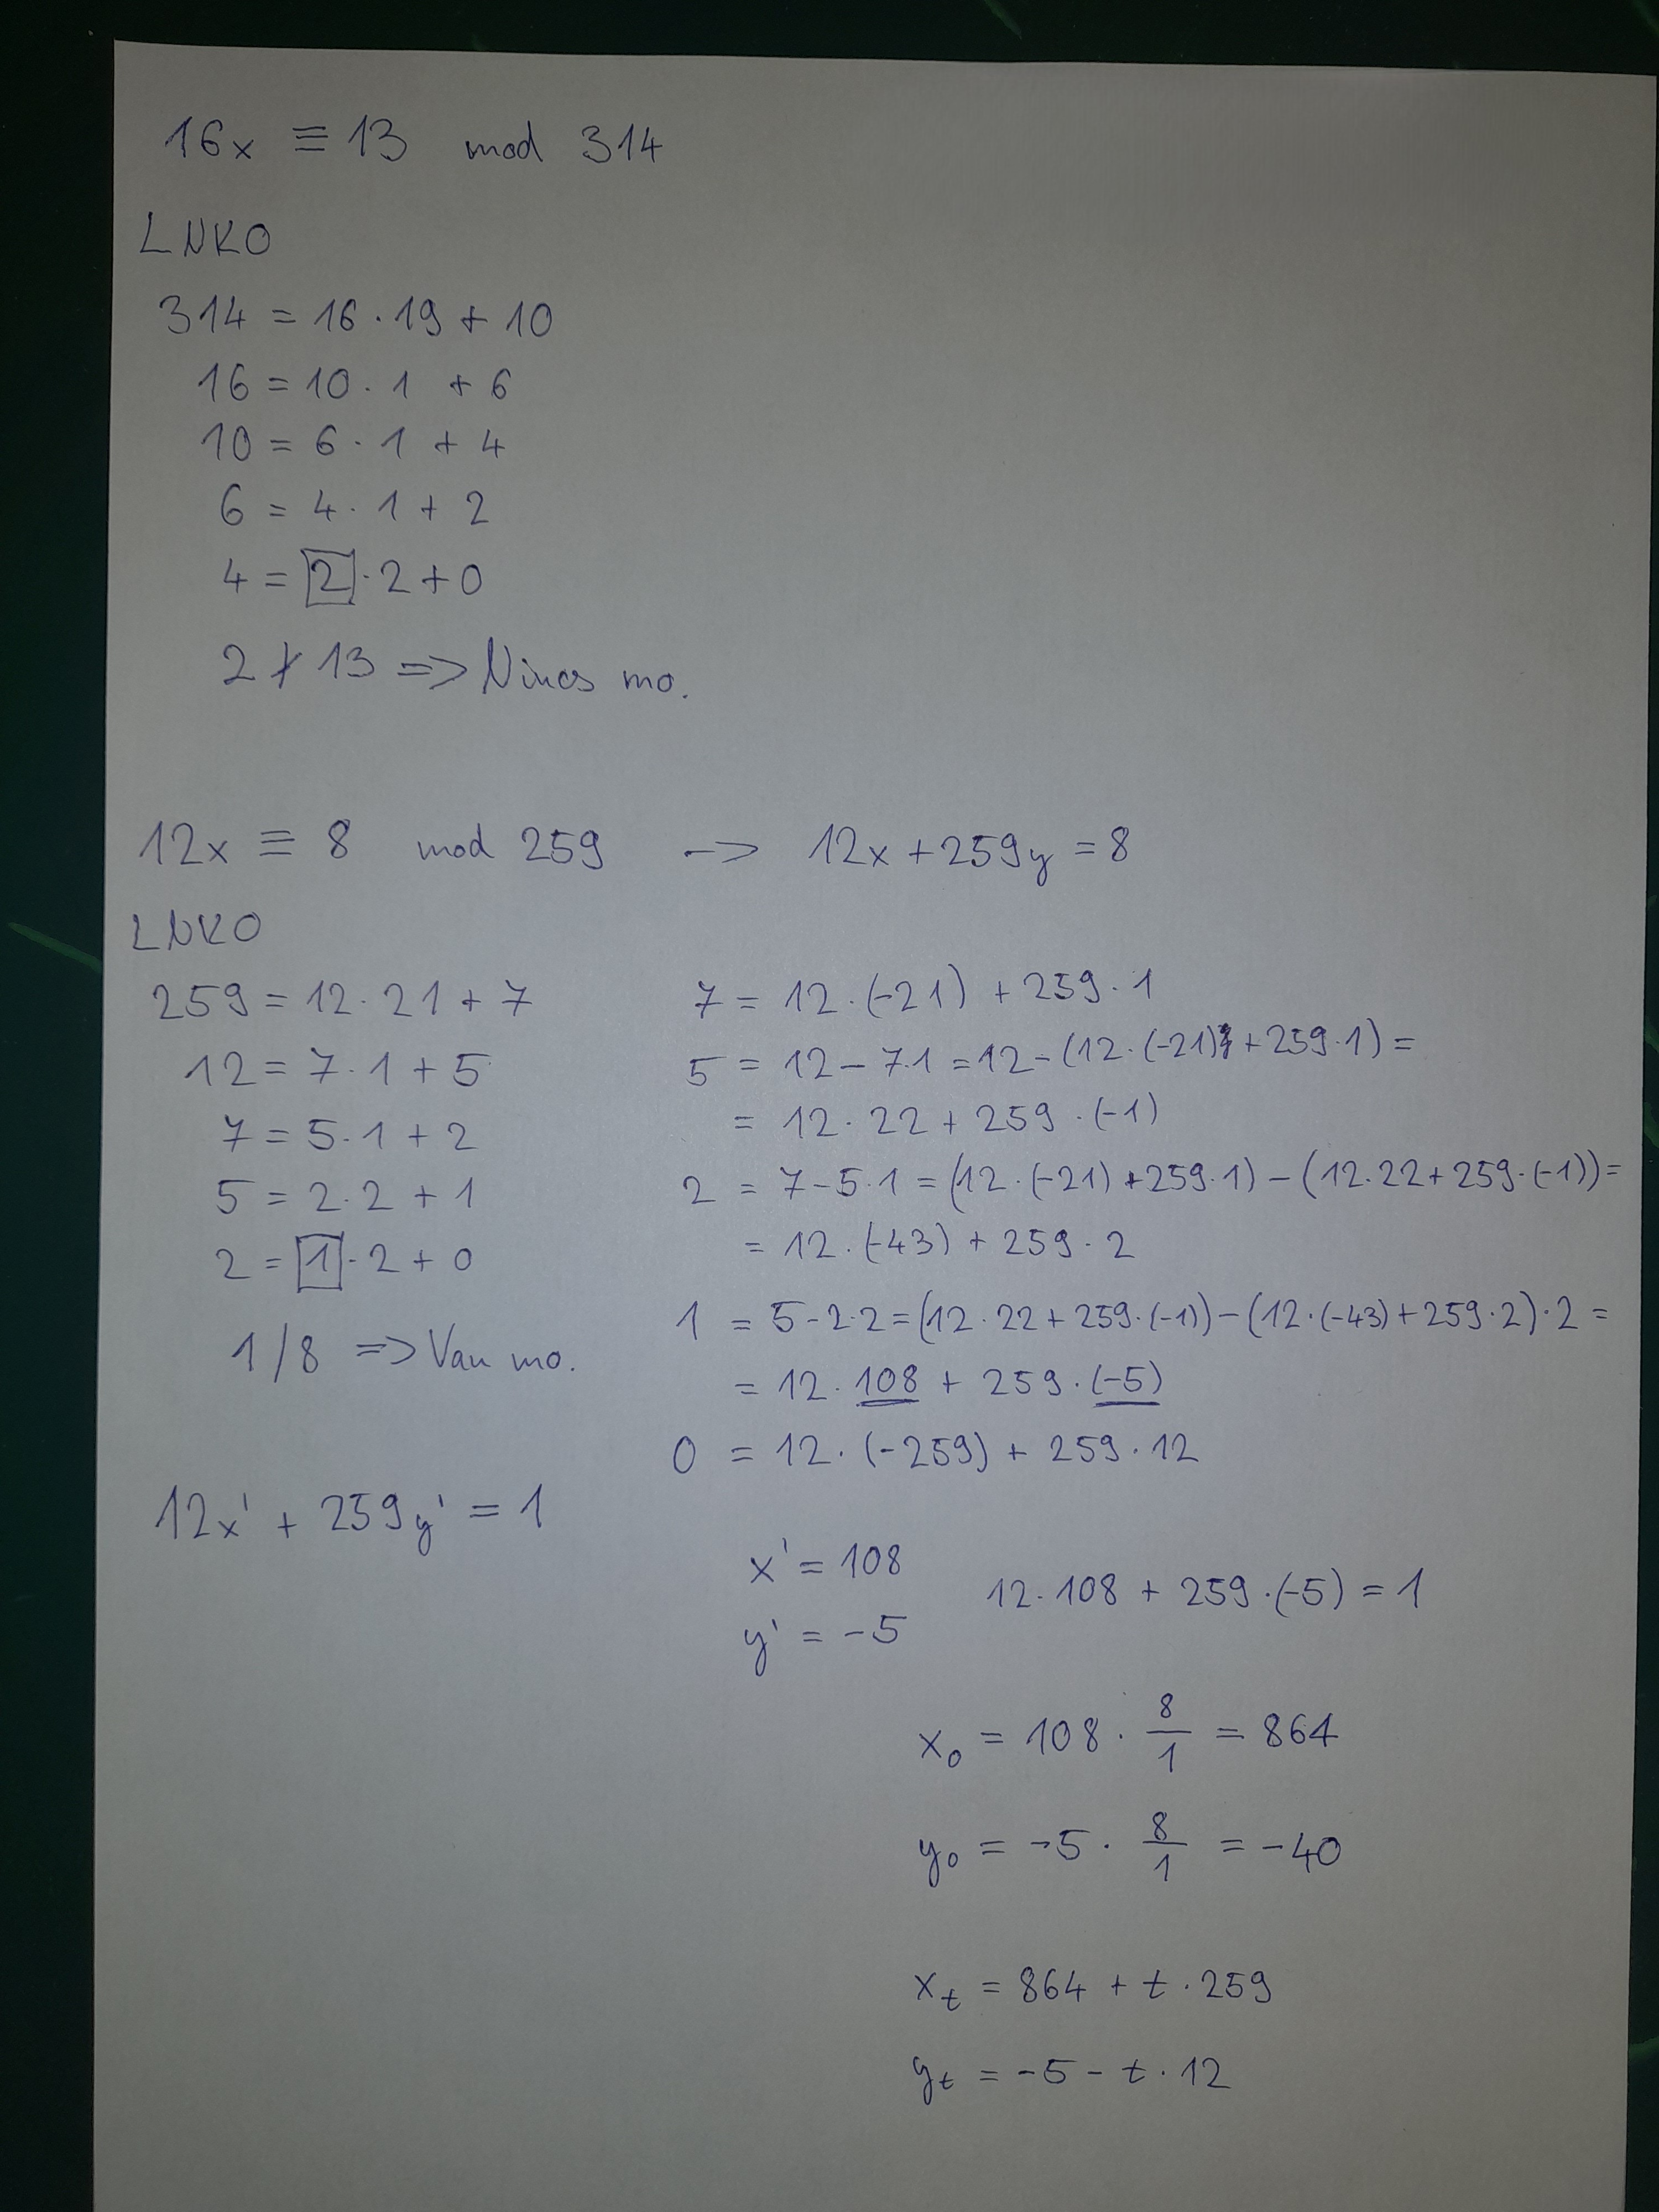 16x ≡ 13 mod 314
LNKO
314 = 16 · 19 + 10
16 = 10 · 1 + 6
10 = 6 · 1 + 4
6 = 4 · 1 + 2
4 = 2 · 2 + 0
2 ∤ 13 => Nincs mo.
12x ≡ 8 mod 259 -> 12x + 259y = 8
LNKO
259 = 12 · 21 + 7
12 = 7 · 1 + 5
7 = 5 · 1 + 2
5 = 2 · 2 + 1
2 = 1 · 2 + 0
1 / 8 => Van mo.
12x' + 259y' = 1
7 = 12 · (-21) + 259 · 1
5 = 12 - 7·1 = 12 - (12 · (-21) + 259 · 1) =
= 12 · 22 + 259 · (-1)
2 = 7 - 5 · 1 = (12 · (-21) + 259 · 1) - (12 · 22 + 259 · (-1)) =
= 12 · (-43) + 259 · 2
1 = 5 - 2 · 2 = (12 · 22 + 259 · (-1)) - (12 · (-43) + 259 · 2) · 2 =
= 12 · 108 + 259 · (-5)
0 = 12 · (-259) + 259 · 12
x' = 108
y' = -5
12 · 108 + 259 · (-5) = 1
x₀ = 108 · 8/1 = 864
y₀ = -5 · 8/1 = -40
xₜ = 864 + t · 259
yₜ = -5 - t · 12